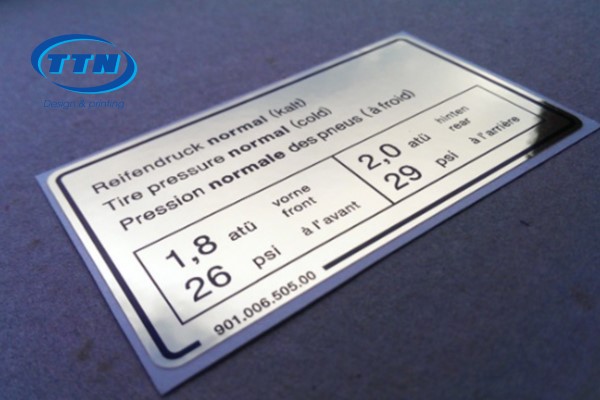 TTN
Design & printing
Reifendruck normal (kalt)
Tire pressure normal (cold)
Pression normale des pneus (à froid)
1,8 atü vorne
front
26 psi à l'avant
2,0 atü hinten
rear
29 psi à l'arrière
901.006.505.00